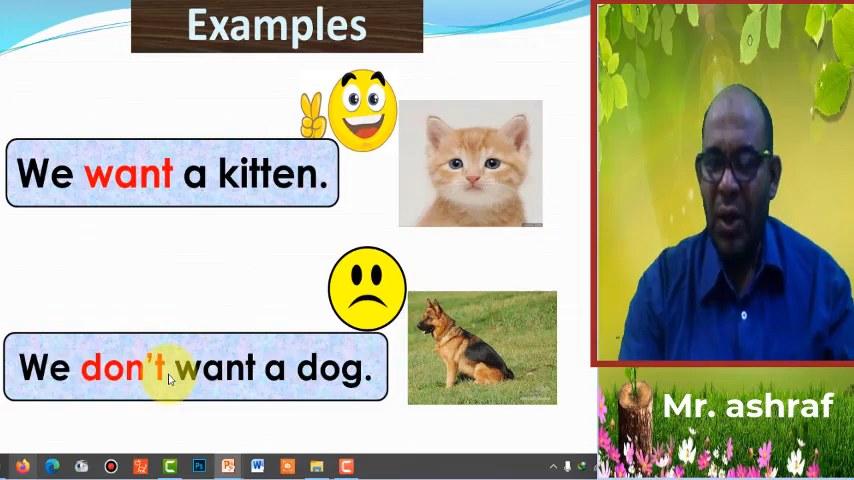 Examples
We want a kitten.
We don't want a dog.
Mr. ashraf